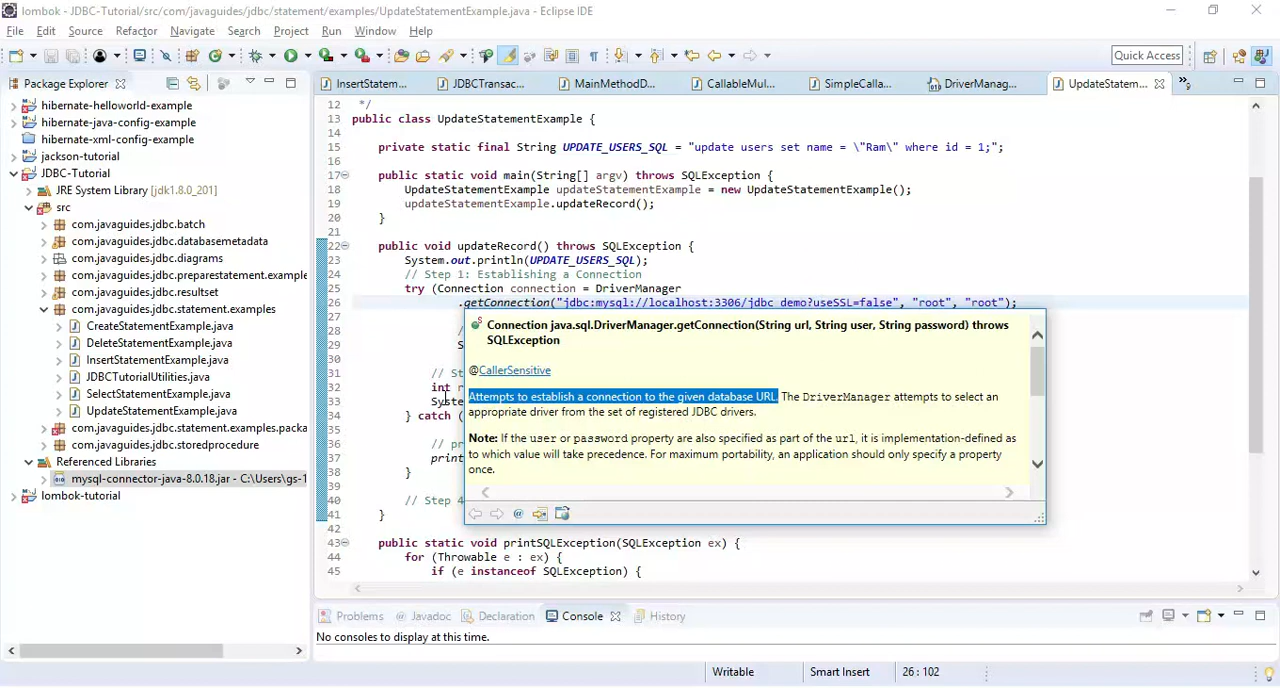 lombok - JDBC-Tutorial/src/com/javaguides/jdbc/statement/examples/UpdateStatementExample.java - Eclipse IDE
File Edit Source Refactor Navigate Search Project Run Window Help
Quick Access
Package Explorer
hibernate-helloworld-example
hibernate-java-config-example
hibernate-xml-config-example
jackson-tutorial
JDBC-Tutorial
JRE System Library [jdk1.8.0_201]
src
com.javaguides.jdbc.batch
com.javaguides.jdbc.databasemetadata
com.javaguides.jdbc.diagrams
com.javaguides.jdbc.preparestatement.example
com.javaguides.jdbc.resultset
com.javaguides.jdbc.statement.examples
CreateStatementExample.java
DeleteStatementExample.java
InsertStatementExample.java
JDBCTutorialUtilities.java
SelectStatementExample.java
UpdateStatementExample.java
com.javaguides.jdbc.statement.examples.packa
com.javaguides.jdbc.storedprocedure
Referenced Libraries
mysql-connector-java-8.0.18.jar - C:\Users\gs-1
lombok-tutorial
InsertStatem... JDBCTransac... MainMethodD... CallableMul... SimpleCalla... DriverManag... UpdateStatem...
12 */
13 public class UpdateStatementExample {
14
15 private static final String UPDATE_USERS_SQL = "update users set name = \"Ram\" where id = 1;";
16
17 public static void main(String[] argv) throws SQLException {
18 UpdateStatementExample updateStatementExample = new UpdateStatementExample();
19 updateStatementExample.updateRecord();
20 }
21
22 public void updateRecord() throws SQLException {
23 System.out.println(UPDATE_USERS_SQL);
24 // Step 1: Establishing a Connection
25 try (Connection connection = DriverManager
26 .getConnection("jdbc:mysql://localhost:3306/jdbc_demo?useSSL=false", "root", "root");
27
28 //
29 S
30
31 // St
32 int r
33 Syste
34 } catch (
35
36 // pr
37 print
38 }
39
40 // Step 4
41 }
42
43 public static void printSQLException(SQLException ex) {
44 for (Throwable e : ex) {
45 if (e instanceof SQLException) {
Connection java.sql.DriverManager.getConnection(String url, String user, String password) throws
SQLException
@CallerSensitive
Attempts to establish a connection to the given database URL. The DriverManager attempts to select an
appropriate driver from the set of registered JDBC drivers.
Note: If the user or password property are also specified as part of the url, it is implementation-defined as
to which value will take precedence. For maximum portability, an application should only specify a property
once.
Problems @ Javadoc Declaration Console History
No consoles to display at this time.
Writable Smart Insert 26 : 102